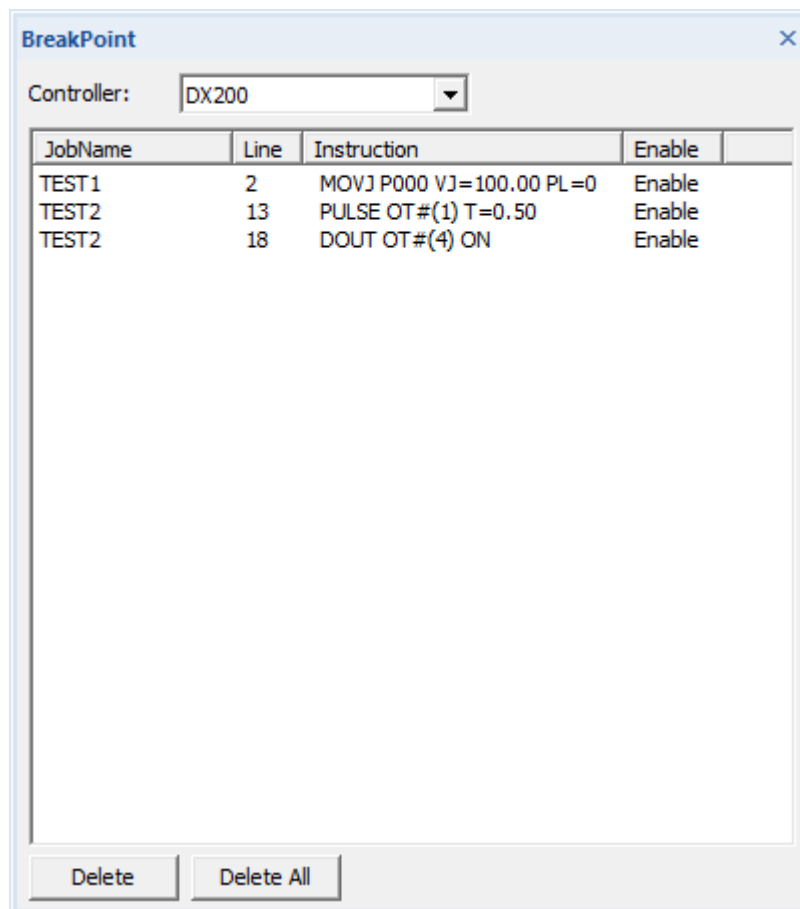 BreakPoint
Controller: DX200
JobName Line Instruction Enable
TEST1 2 MOVJ P000 VJ=100.00 PL=0 Enable
TEST2 13 PULSE OT#(1) T=0.50 Enable
TEST2 18 DOUT OT#(4) ON Enable
Delete Delete All